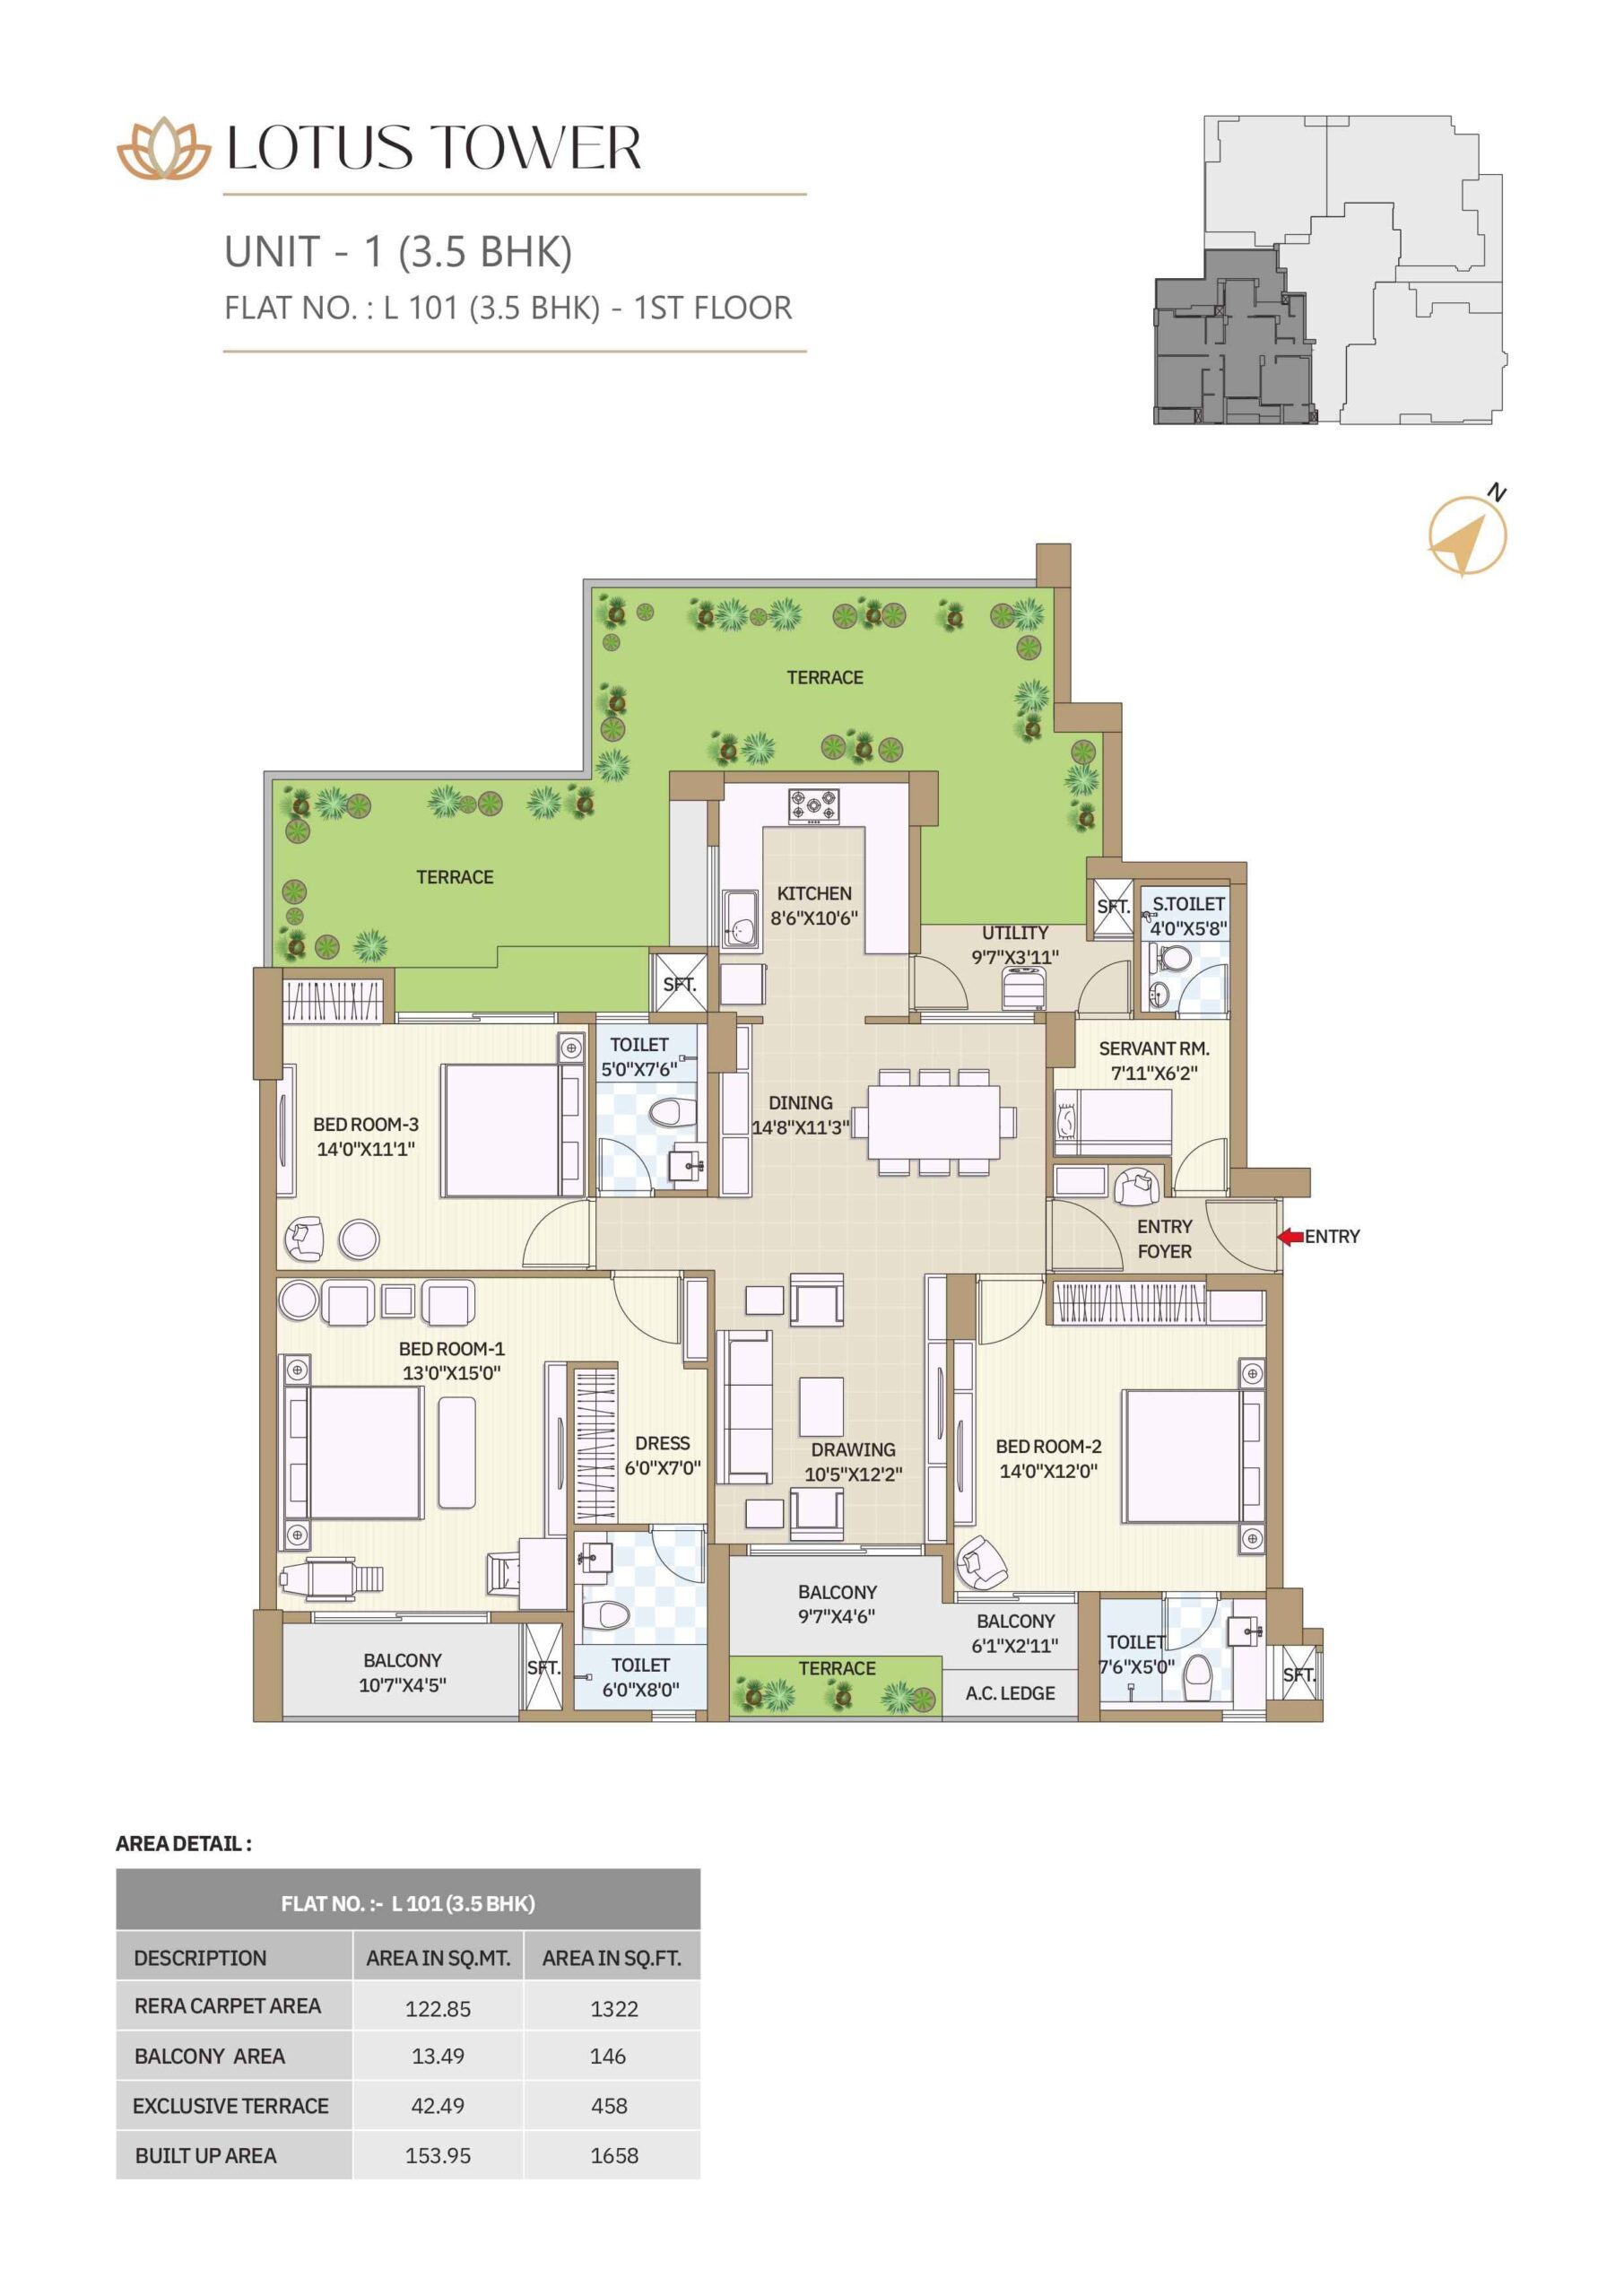 LOTUS TOWER
UNIT - 1 (3.5 BHK)
FLAT NO. : L 101 (3.5 BHK) - 1ST FLOOR
N
TERRACE
TERRACE
KITCHEN
8'6"X10'6"
SFT.
S.TOILET
4'0"X5'8"
UTILITY
9'7"X3'11"
SFT.
TOILET
5'0"X7'6"
SERVANT RM.
7'11"X6'2"
BED ROOM-3
14'0"X11'1"
DINING
14'8"X11'3"
ENTRY
FOYER
ENTRY
BED ROOM-1
13'0"X15'0"
DRESS
6'0"X7'0"
DRAWING
10'5"X12'2"
BED ROOM-2
14'0"X12'0"
BALCONY
9'7"X4'6"
BALCONY
6'1"X2'11"
TOILET
7'6"X5'0"
BALCONY
10'7"X4'5"
SFT.
TOILET
6'0"X8'0"
TERRACE
A.C. LEDGE
SFT.
AREA DETAIL :
FLAT NO. :- L 101 (3.5 BHK)
DESCRIPTION AREA IN SQ.MT. AREA IN SQ.FT.
RERA CARPET AREA 122.85 1322
BALCONY AREA 13.49 146
EXCLUSIVE TERRACE 42.49 458
BUILT UP AREA 153.95 1658